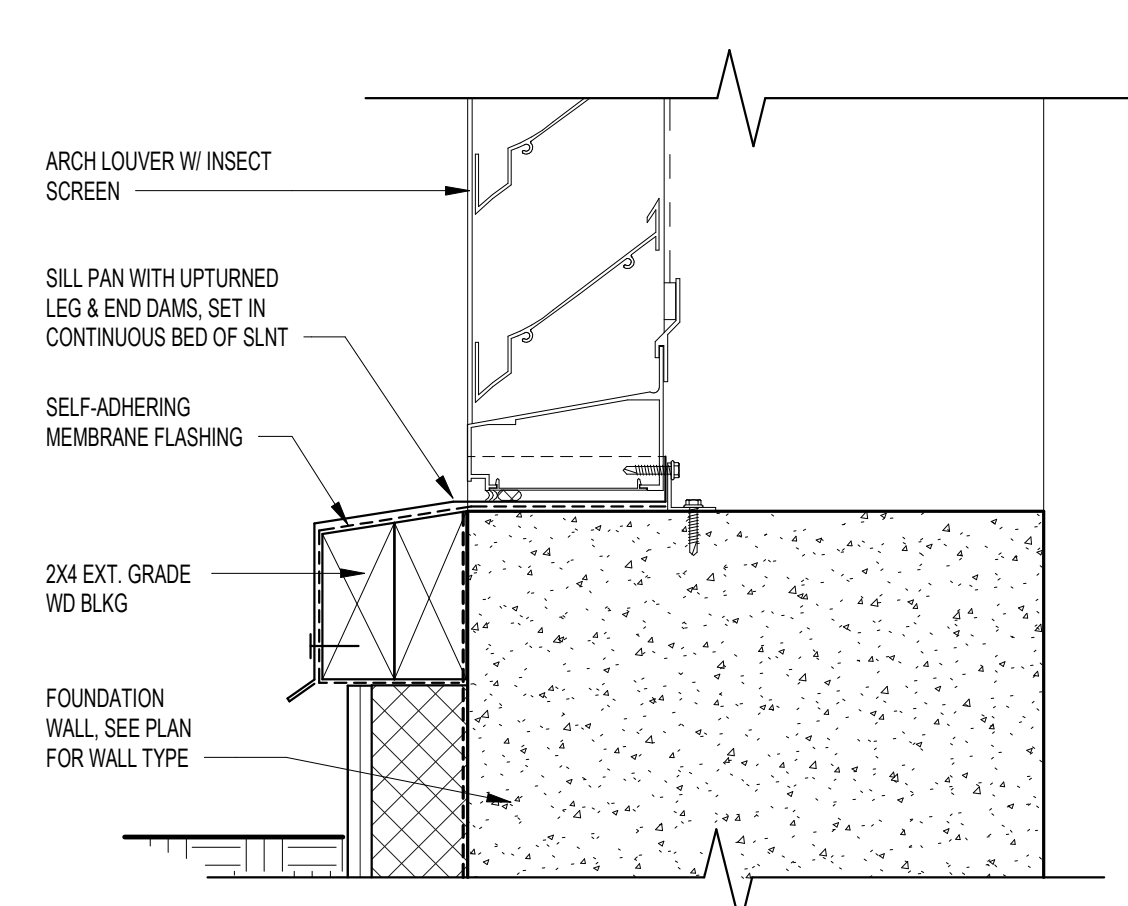 ARCH LOUVER W/ INSECT
SCREEN
SILL PAN WITH UPTURNED
LEG & END DAMS, SET IN
CONTINUOUS BED OF SLNT
SELF-ADHERING
MEMBRANE FLASHING
2X4 EXT. GRADE
WD BLKG
FOUNDATION
WALL, SEE PLAN
FOR WALL TYPE